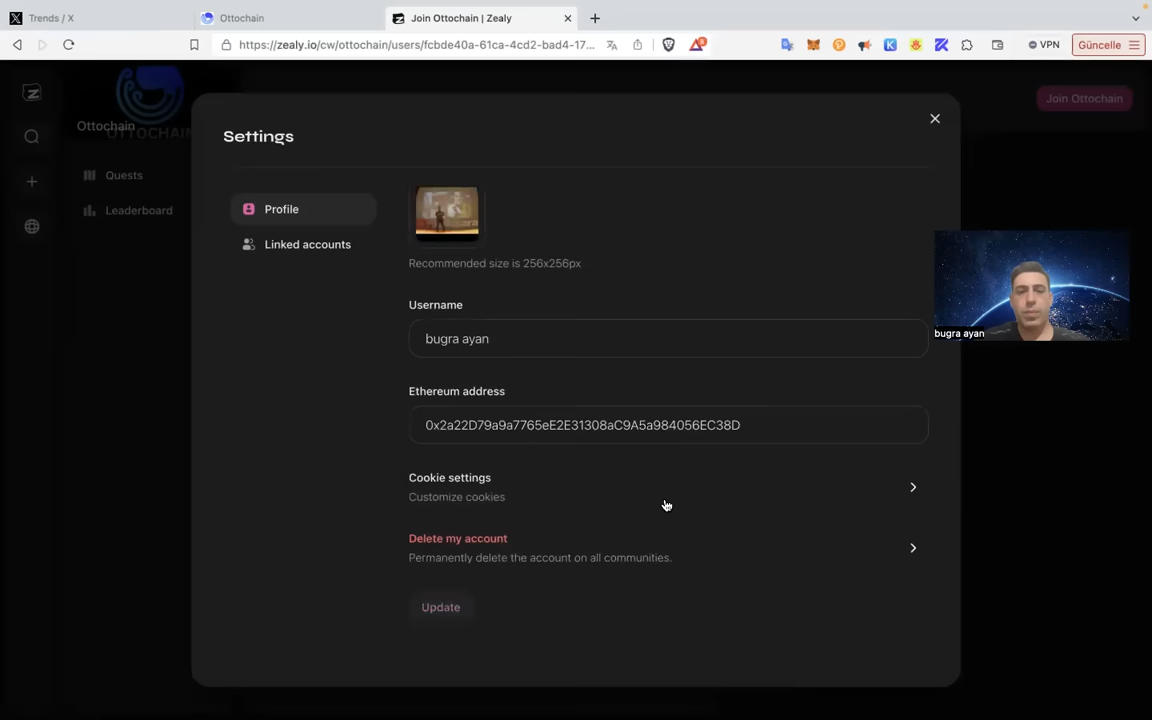 Trends / X
Ottochain
Join Ottochain | Zealy
https://zealy.io/cw/ottochain/users/fcbde40a-61ca-4cd2-bad4-17...
VPN
Güncelle
Ottochain
OTTOCHAIN
Join Ottochain
Quests
Leaderboard
Settings
Profile
Linked accounts
Recommended size is 256x256px
Username
bugra ayan
Ethereum address
0x2a22D79a9a7765eE2E31308aC9A5a984056EC38D
Cookie settings
Customize cookies
Delete my account
Permanently delete the account on all communities.
Update
bugra ayan